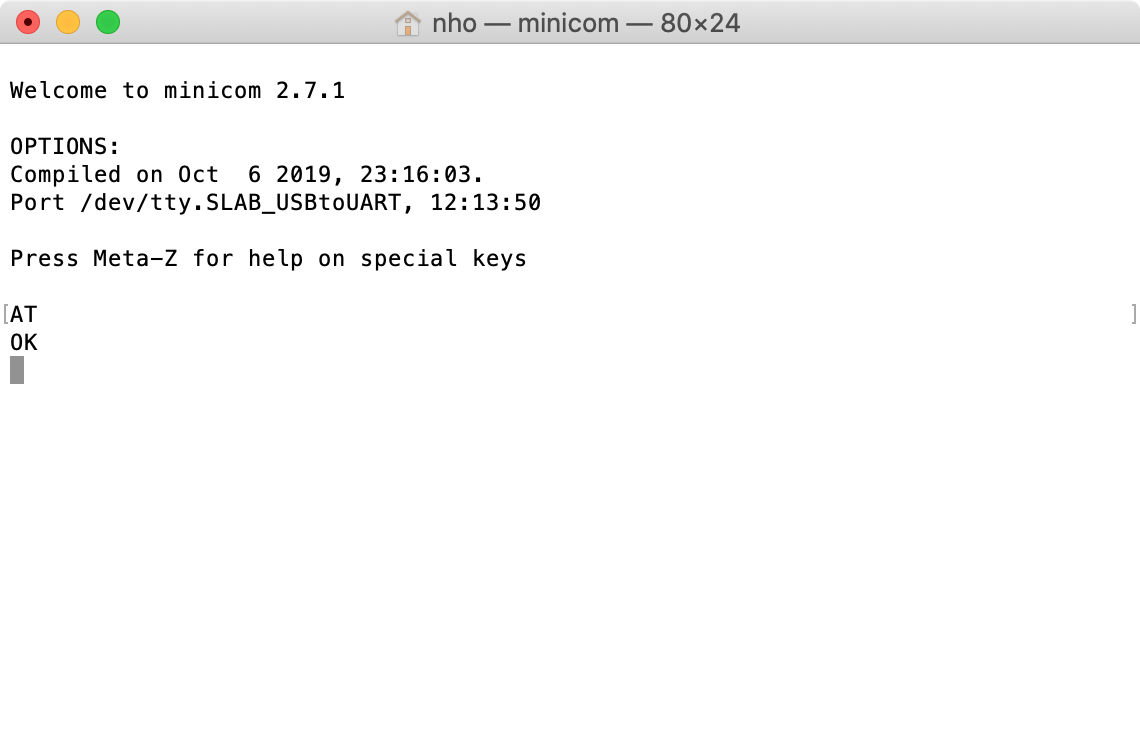 nho — minicom — 80×24
Welcome to minicom 2.7.1
OPTIONS:
Compiled on Oct  6 2019, 23:16:03.
Port /dev/tty.SLAB_USBtoUART, 12:13:50
Press Meta-Z for help on special keys
[AT ]
OK